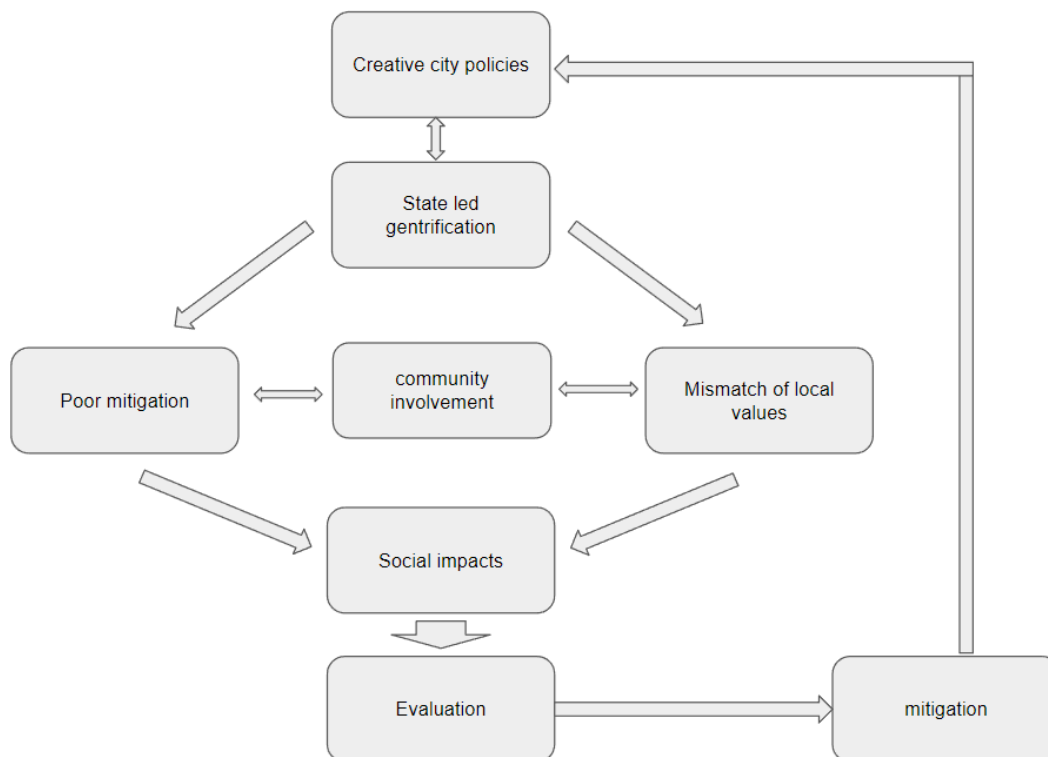 Creative city policies
State led
gentrification
Poor mitigation
community
involvement
Mismatch of local
values
Social impacts
Evaluation
mitigation